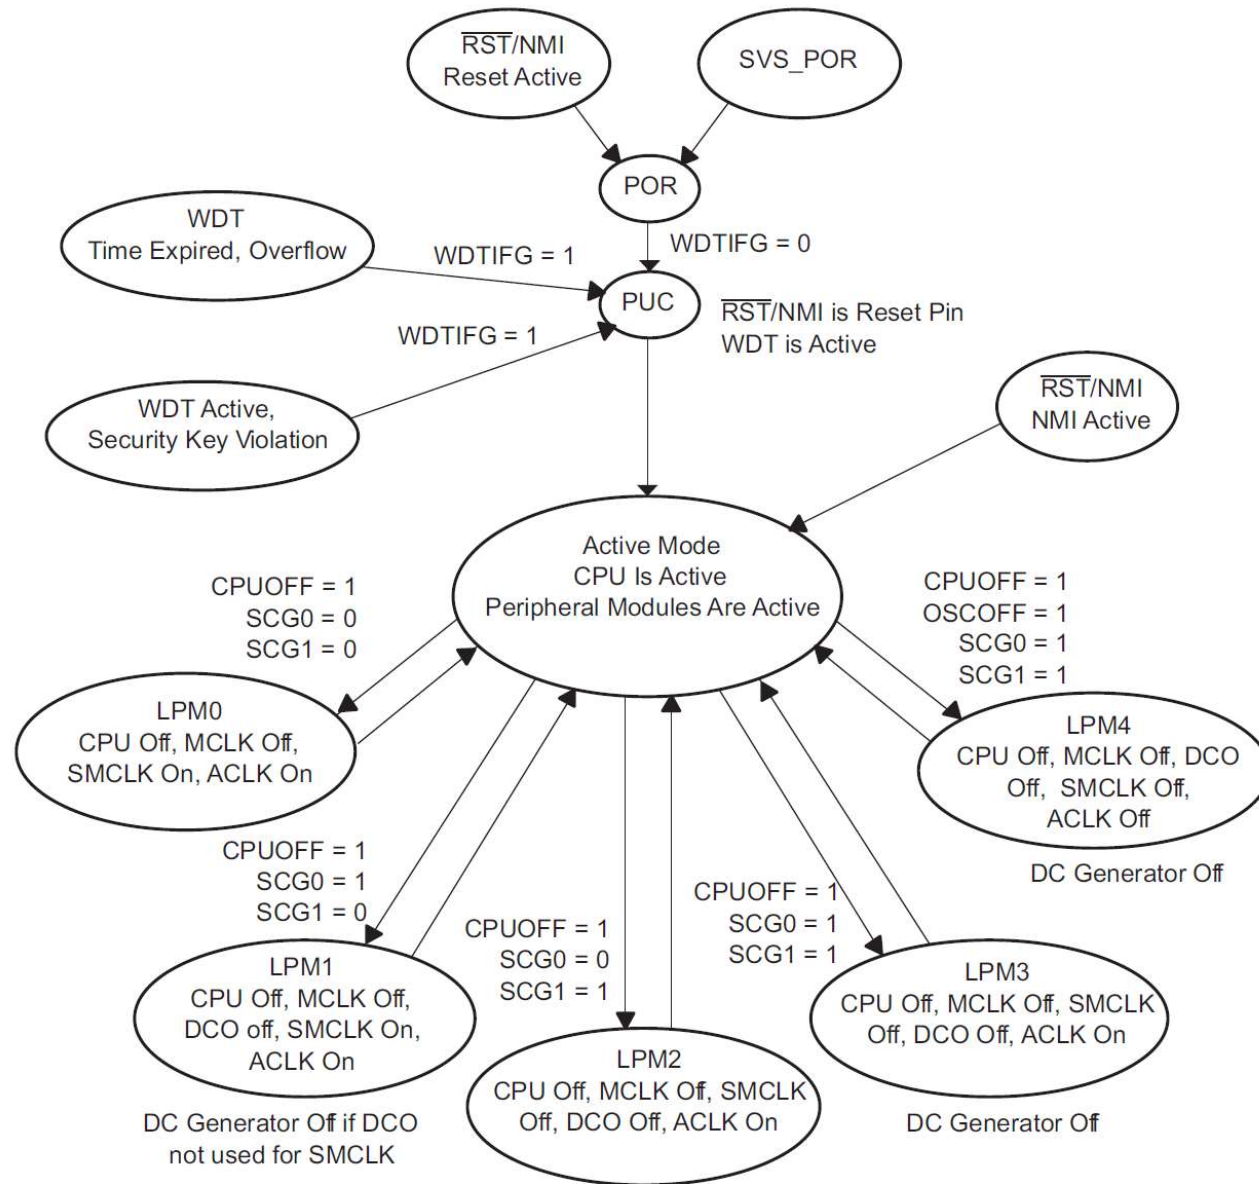 RST/NMI
Reset Active
SVS_POR
POR
WDT
Time Expired, Overflow
WDTIFG = 0
WDTIFG = 1
PUC
RST/NMI is Reset Pin
WDT is Active
WDTIFG = 1
WDT Active,
Security Key Violation
RST/NMI
NMI Active
Active Mode
CPU Is Active
Peripheral Modules Are Active
CPUOFF = 1
SCG0 = 0
SCG1 = 0
CPUOFF = 1
OSCOFF = 1
SCG0 = 1
SCG1 = 1
LPM0
CPU Off, MCLK Off,
SMCLK On, ACLK On
LPM4
CPU Off, MCLK Off, DCO
Off, SMCLK Off,
ACLK Off
DC Generator Off
CPUOFF = 1
SCG0 = 1
SCG1 = 0
CPUOFF = 1
SCG0 = 0
SCG1 = 1
CPUOFF = 1
SCG0 = 1
SCG1 = 1
LPM1
CPU Off, MCLK Off,
DCO off, SMCLK On,
ACLK On
DC Generator Off if DCO
not used for SMCLK
LPM2
CPU Off, MCLK Off, SMCLK
Off, DCO Off, ACLK On
LPM3
CPU Off, MCLK Off, SMCLK
Off, DCO Off, ACLK On
DC Generator Off